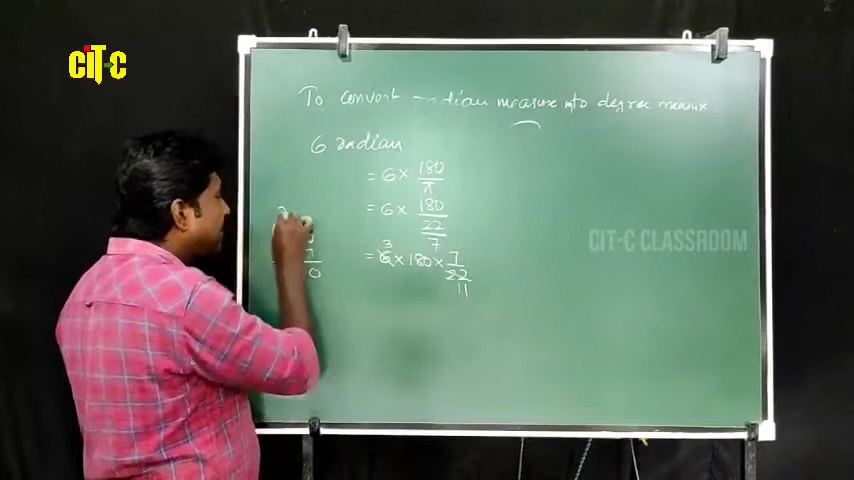 CiT-C
To convert radian measure into degree measure
6 radian
= 6 × 180/π
= 6 × 180/(22/7)
3
= 6 × 180 × 7/22
11
0
CIT-C CLASSROOM